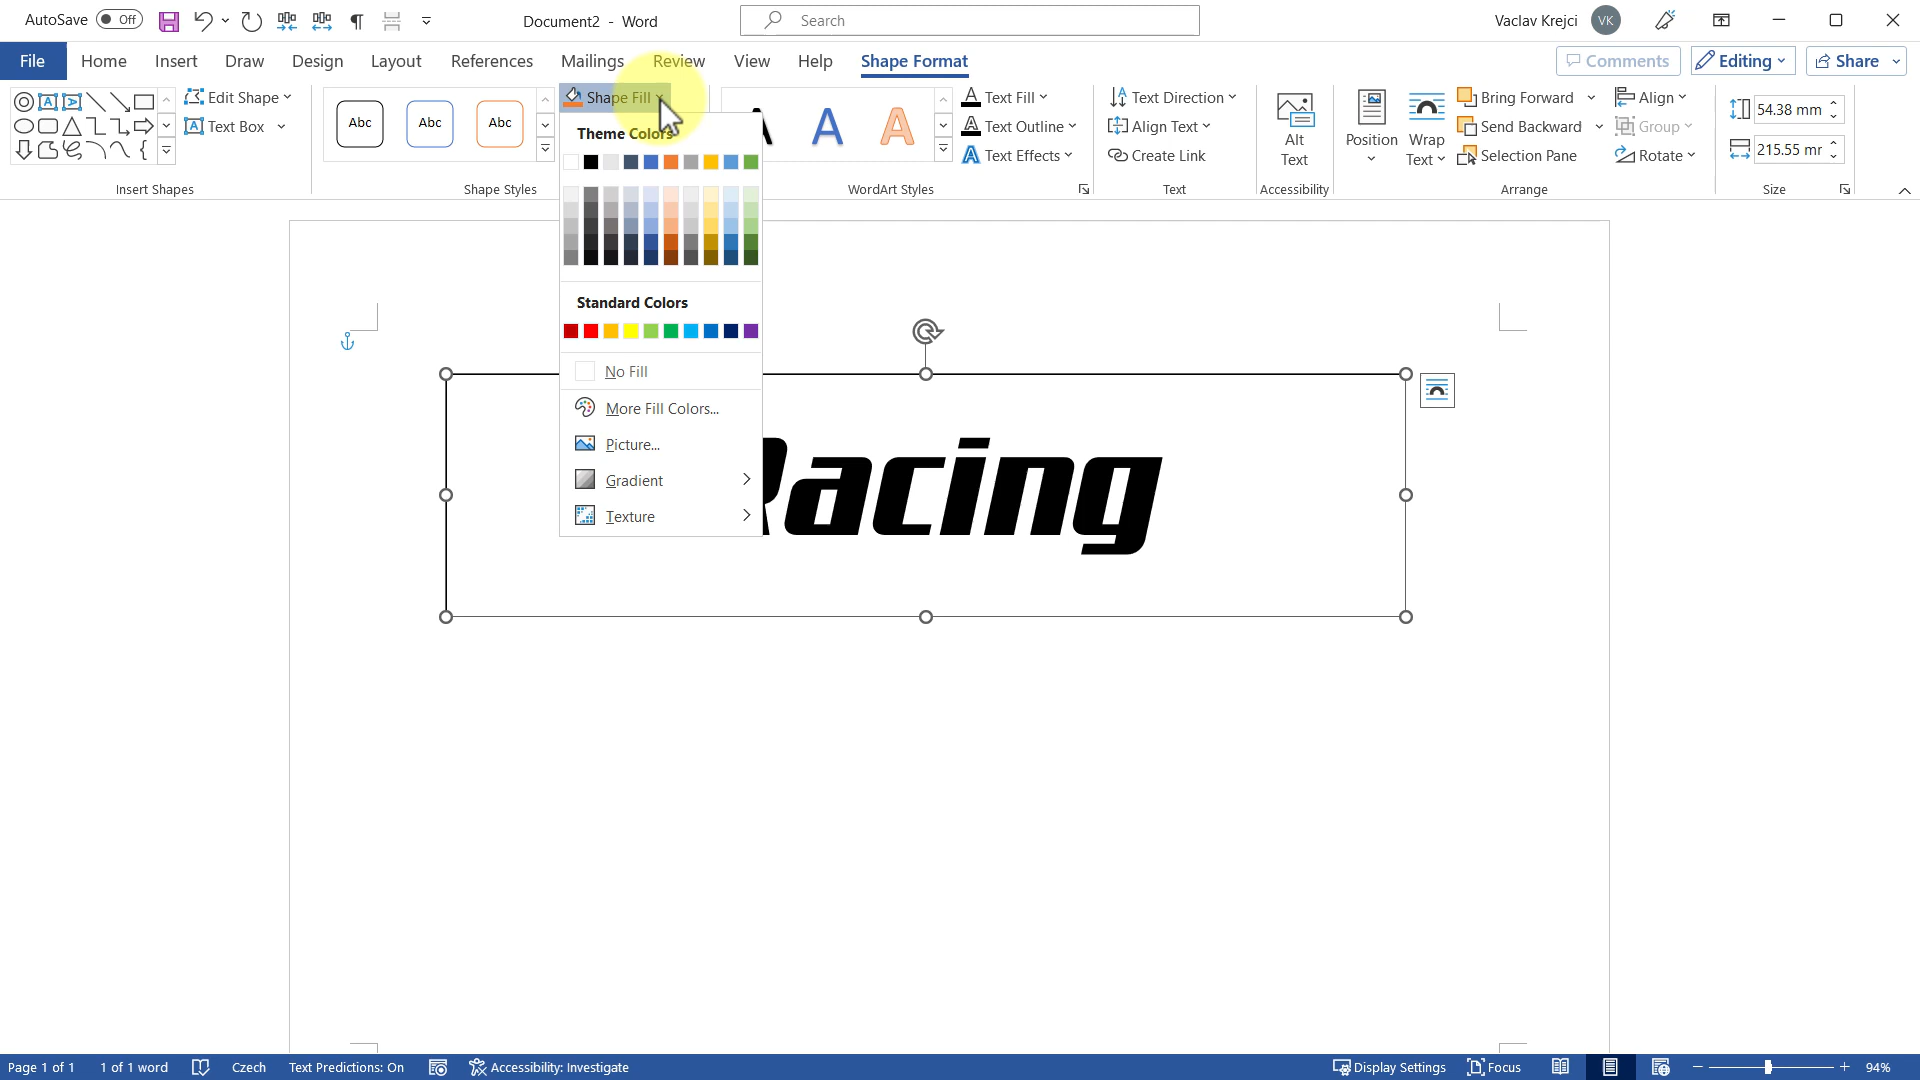 AutoSave Off Document2 - Word Search Vaclav Krejci VK
File Home Insert Draw Design Layout References Mailings Review View Help Shape Format Comments Editing Share
Edit Shape
Text Box
Insert Shapes
Abc Abc Abc
Shape Styles
Shape Fill
Theme Colors
Standard Colors
No Fill
More Fill Colors...
Picture...
Gradient
Texture
A A
WordArt Styles
Text Fill
Text Outline
Text Effects
Text Direction
Align Text
Create Link
Text
Alt
Text
Accessibility
Position
Wrap
Text
Bring Forward
Send Backward
Selection Pane
Align
Group
Rotate
Arrange
54.38 mm
215.55 mr
Size
Racing
Page 1 of 1 1 of 1 word Czech Text Predictions: On Accessibility: Investigate Display Settings Focus 94%